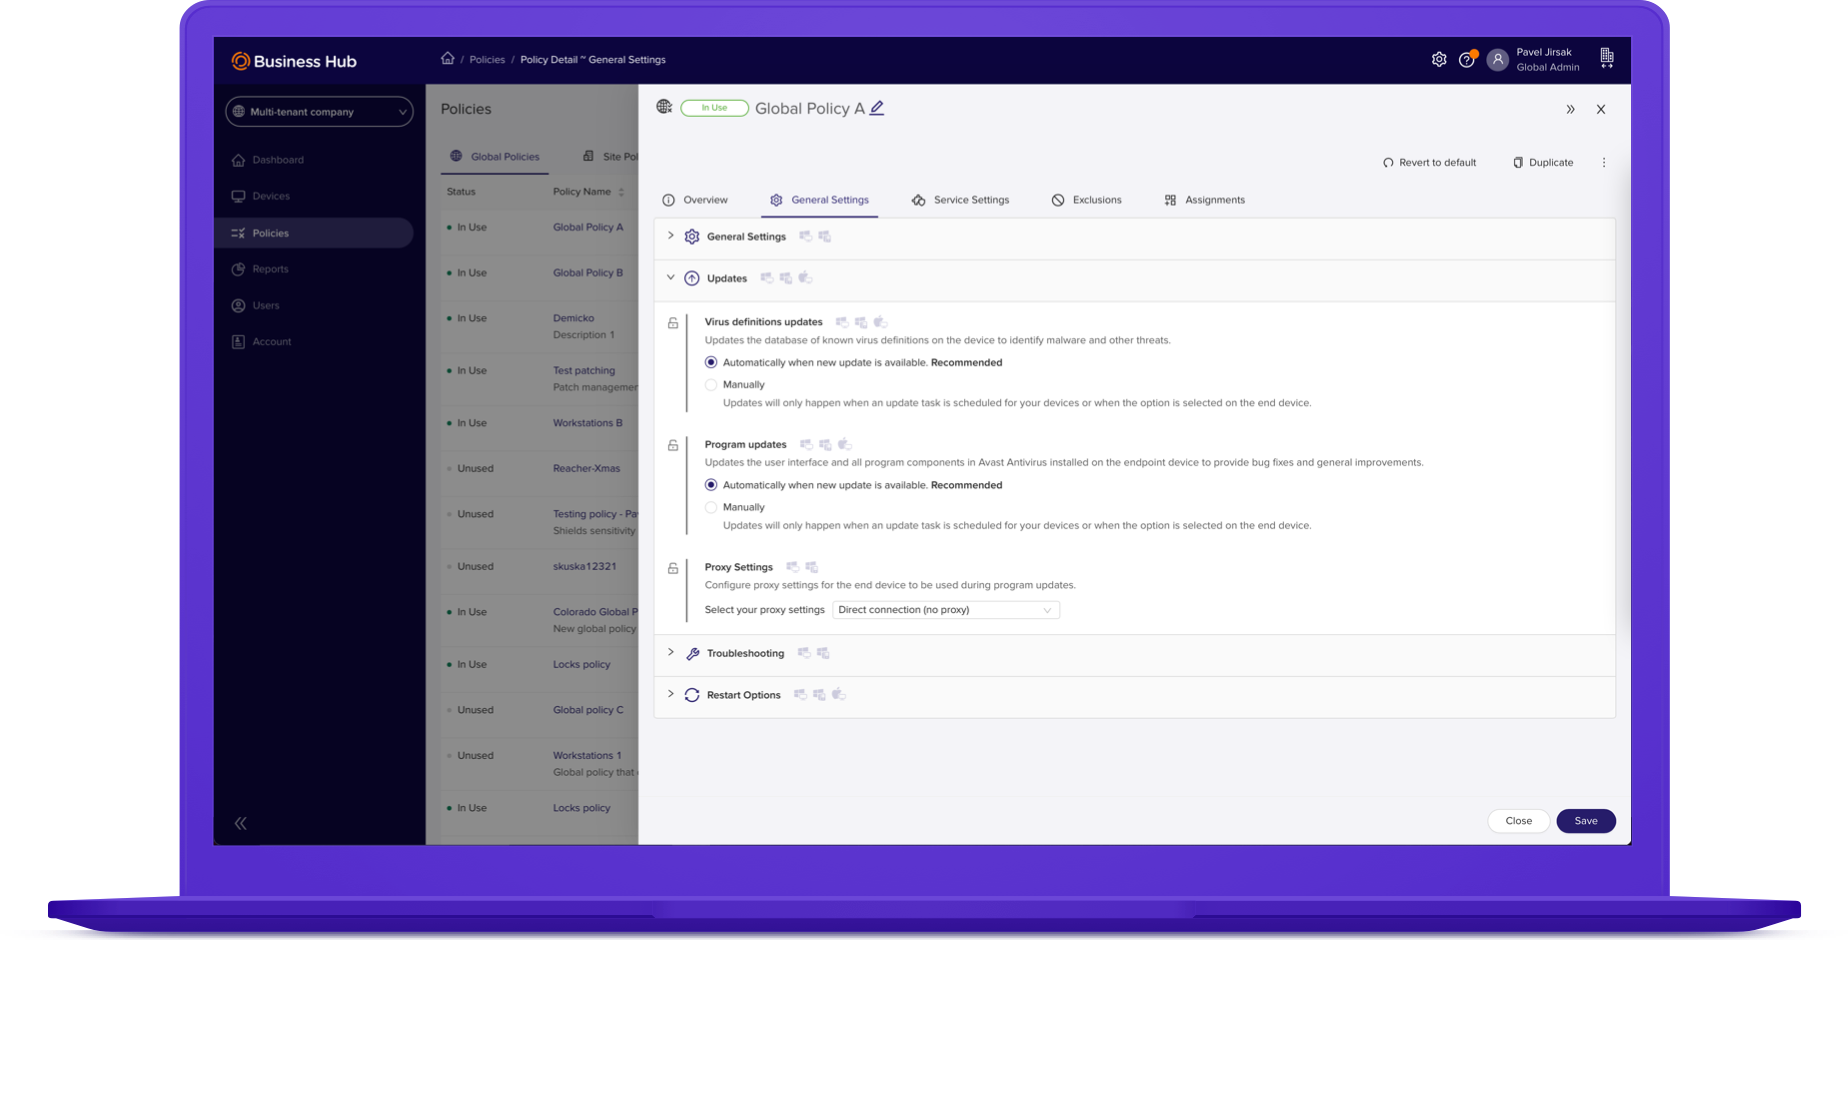 Business Hub
/ Policies / Policy Detail ~ General Settings
Pavel Jirsak
Global Admin
Multi-tenant company
Dashboard
Devices
Policies
Reports
Users
Account
Policies
Global Policies
Site Pol
Status
Policy Name
In Use
Global Policy A
In Use
Global Policy B
In Use
Demicko
Description 1
In Use
Test patching
Patch managemen
In Use
Workstations B
Unused
Reacher-Xmas
Unused
Testing policy - Pa
Shields sensitivity
Unused
skuska12321
In Use
Colorado Global P
New global policy
In Use
Locks policy
Unused
Global policy C
Unused
Workstations 1
Global policy that
In Use
Locks policy
In Use
Global Policy A
Revert to default
Duplicate
Overview
General Settings
Service Settings
Exclusions
Assignments
General Settings
Updates
Virus definitions updates
Updates the database of known virus definitions on the device to identify malware and other threats.
Automatically when new update is available. Recommended
Manually
Updates will only happen when an update task is scheduled for your devices or when the option is selected on the end device.
Program updates
Updates the user interface and all program components in Avast Antivirus installed on the endpoint device to provide bug fixes and general improvements.
Automatically when new update is available. Recommended
Manually
Updates will only happen when an update task is scheduled for your devices or when the option is selected on the end device.
Proxy Settings
Configure proxy settings for the end device to be used during program updates.
Select your proxy settings
Direct connection (no proxy)
Troubleshooting
Restart Options
Close
Save